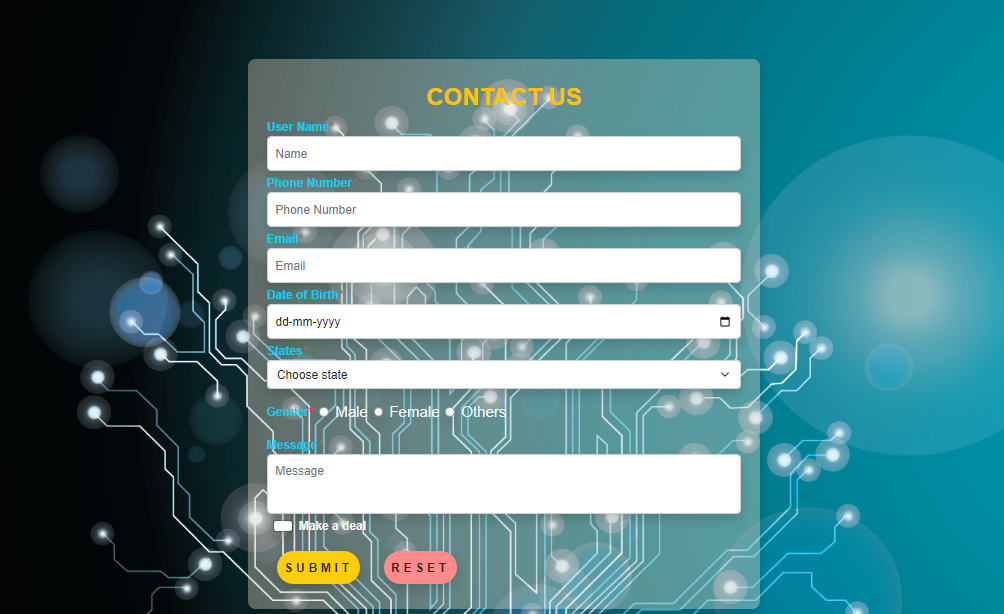 CONTACT US
User Name*
Name
Phone Number*
Phone Number
Email*
Email
Date of Birth*
dd-mm-yyyy
States*
Choose state
Gender* Male Female Others
Message*
Message
Make a deal
SUBMIT RESET